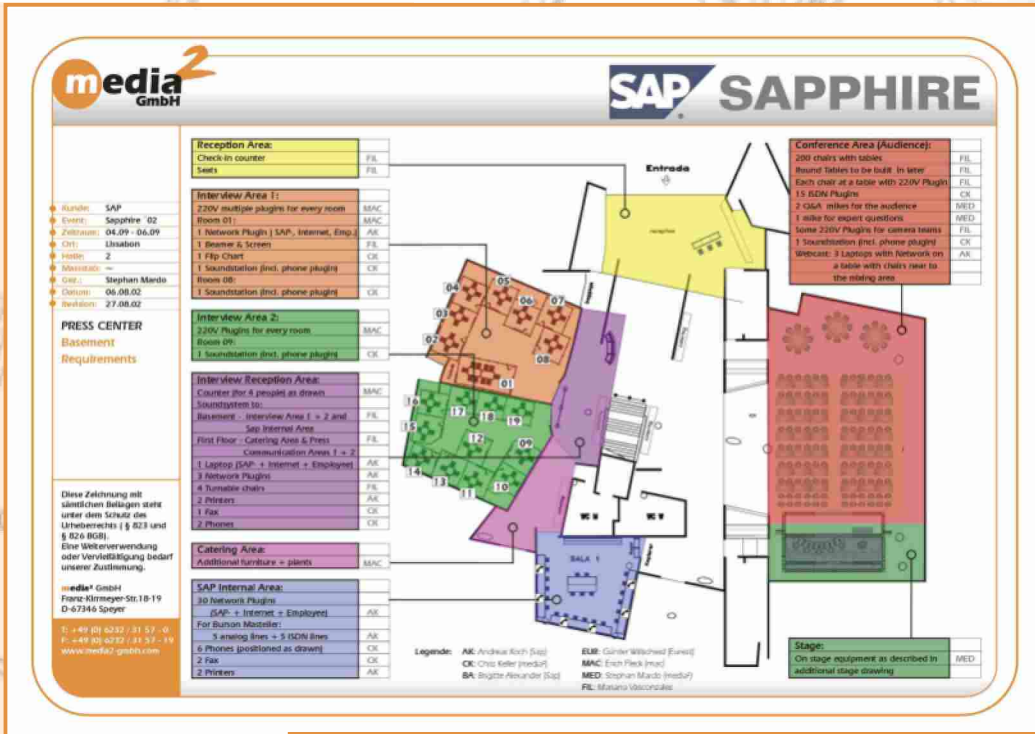 media2
GmbH
SAP SAPPHIRE
Kunde: SAP
Event: Sapphire ´02
Zeitraum: 04.09 - 06.09
Ort: Lissabon
Halle: 2
Massstab: ~
Gez.: Stephan Mardo
Datum: 06.08.02
Revision: 27.08.02
PRESS CENTER
Basement
Requirements
Diese Zeichnung mit
sämtlichen Beilagen steht
unter dem Schutz des
Urheberrechts ( § 823 und
§ 826 BGB).
Eine Weiterverwendung
oder Vervielfältigung bedarf
unserer Zustimmung.
media² GmbH
Franz-Kirrmeyer-Str.18-19
D-67346 Speyer
T: +49 (0) 6232 / 31 57 - 0
F: +49 (0) 6232 / 31 57 - 19
www.media2-gmbh.com
Reception Area:
Check-in counter FIL
Seats FIL
Interview Area 1:
220V multiple plugins for every room MAC
Room 01:
1 Network Plugin ( SAP-, Internet, Emp.) AK
1 Beamer & Screen FIL
1 Flip Chart CK
1 Soundstation (incl. phone plugin) CK
Room 08:
1 Soundstation (incl. phone plugin) CK
Interview Area 2:
220V Plugins for every room MAC
Room 09:
1 Soundstation (incl. phone plugin) CK
Interview Reception Area:
Counter (for 4 people) as drawn MAC
Soundsystem to:
Basement - Interview Area 1 + 2 and FIL
Sap Internal Area
First Floor - Catering Area & Press FIL
Communication Areas 1 + 2
1 Laptop (SAP- + Internet + Employee) AK
3 Network Plugins AK
4 Turnable chairs FIL
2 Printers AK
1 Fax CK
2 Phones CK
Catering Area:
Additional furniture + plants MAC
SAP Internal Area:
30 Network Plugins
(SAP- + Internet + Employee) AK
For Burson Masteller:
5 analog lines + 5 ISDN lines AK
6 Phones (positioned as drawn) CK
2 Fax CK
2 Printers AK
Entrada
reception
04
05
06
07
03
02
08
01
16
17
18
19
15
12
09
14
13
11
10
WC
WC
SALA 1
Legende:
AK: Andreas Koch (Sap)
CK: Chris Keller (media²)
BA: Brigitte Alexander (Sap)
MAC: Erich Fleck (mac)
MED: Stephan Mardo (media²)
FIL: Mariano Vasconzales
Conference Area (Audience):
200 chairs with tables FIL
Round Tables to be built in later FIL
Each chair at a table with 220V Plugin FIL
15 ISDN Plugins CK
2 Q&A mikes for the audience MED
1 mike for expert questions MED
Some 220V Plugins for camera teams FIL
1 Soundstation (incl. phone plugin) CK
Webcast: 3 Laptops with Network on AK
a table with chairs near to
the mixing area
Stage:
On stage equipment as described in MED
additional stage drawing